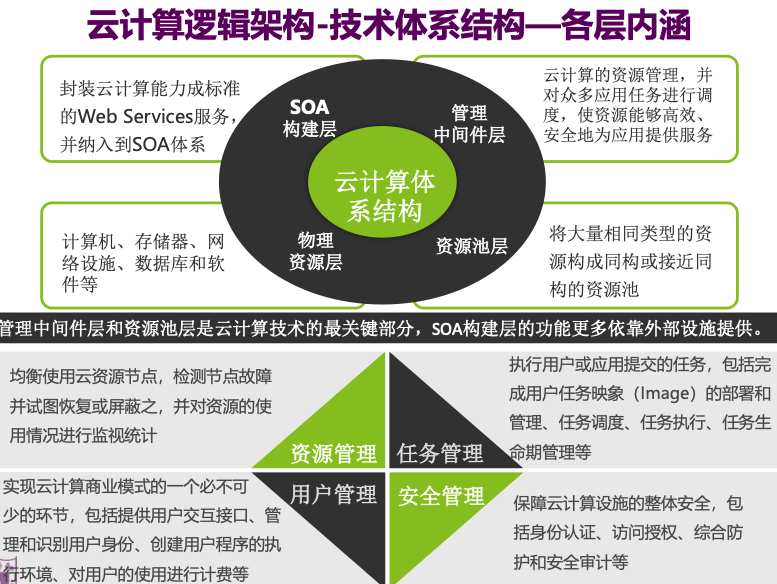 云计算逻辑架构-技术体系结构—各层内涵
封装云计算能力成标准
的Web Services服务，
并纳入到SOA体系
SOA
构建层
管理
中间件层
云计算的资源管理，并
对众多应用任务进行调
度，使资源能够高效、
安全地为应用提供服务
云计算体
系结构
计算机、存储器、网
络设施、数据库和软
件等
物理
资源层
资源池层
将大量相同类型的资
源构成同构或接近同
构的资源池
管理中间件层和资源池层是云计算技术的最关键部分，SOA构建层的功能更多依靠外部设施提供。
均衡使用云资源节点，检测节点故障
并试图恢复或屏蔽之，并对资源的使
用情况进行监视统计
资源管理
任务管理
执行用户或应用提交的任务，包括完
成用户任务映象（Image）的部署和
管理、任务调度、任务执行、任务生
命期管理等
实现云计算商业模式的一个必不可
少的环节，包括提供用户交互接口、管
理和识别用户身份、创建用户程序的执
行环境、对用户的使用进行计费等
用户管理
安全管理
保障云计算设施的整体安全，包
括身份认证、访问授权、综合防
护和安全审计等